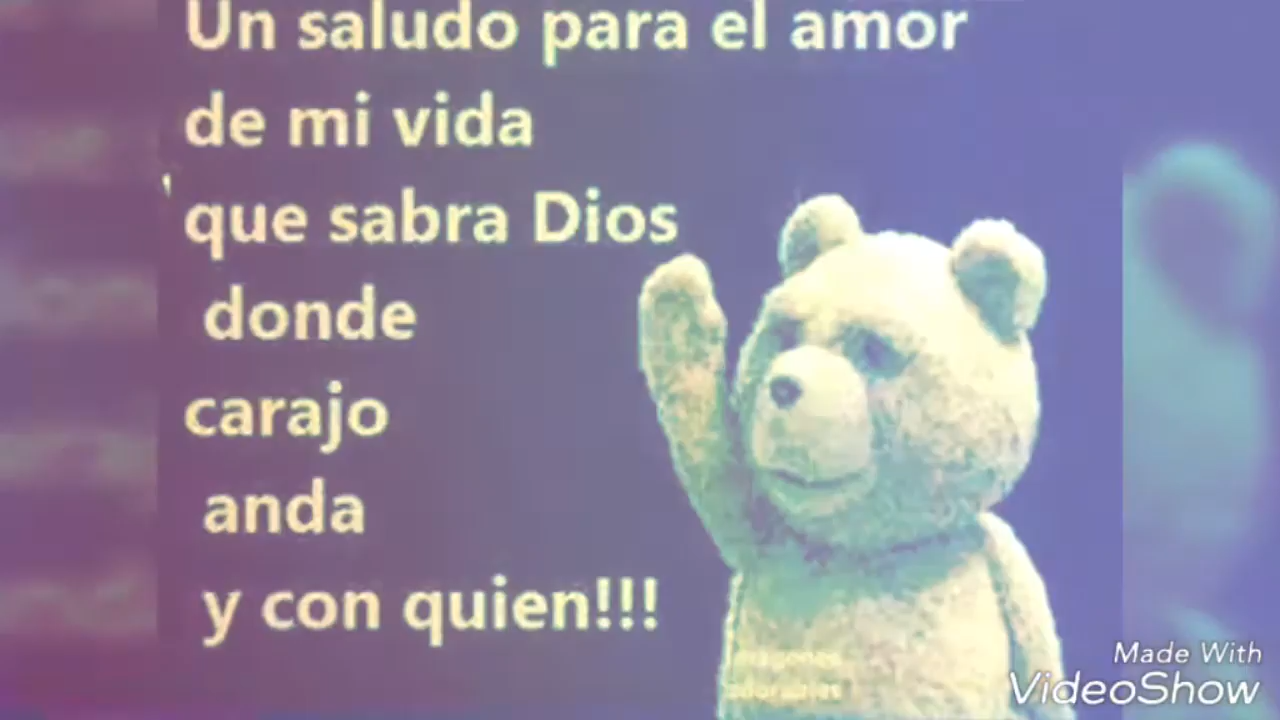 Un saludo para el amor
de mi vida
que sabra Dios
donde
carajo
anda
y con quien!!!
Made With
VideoShow